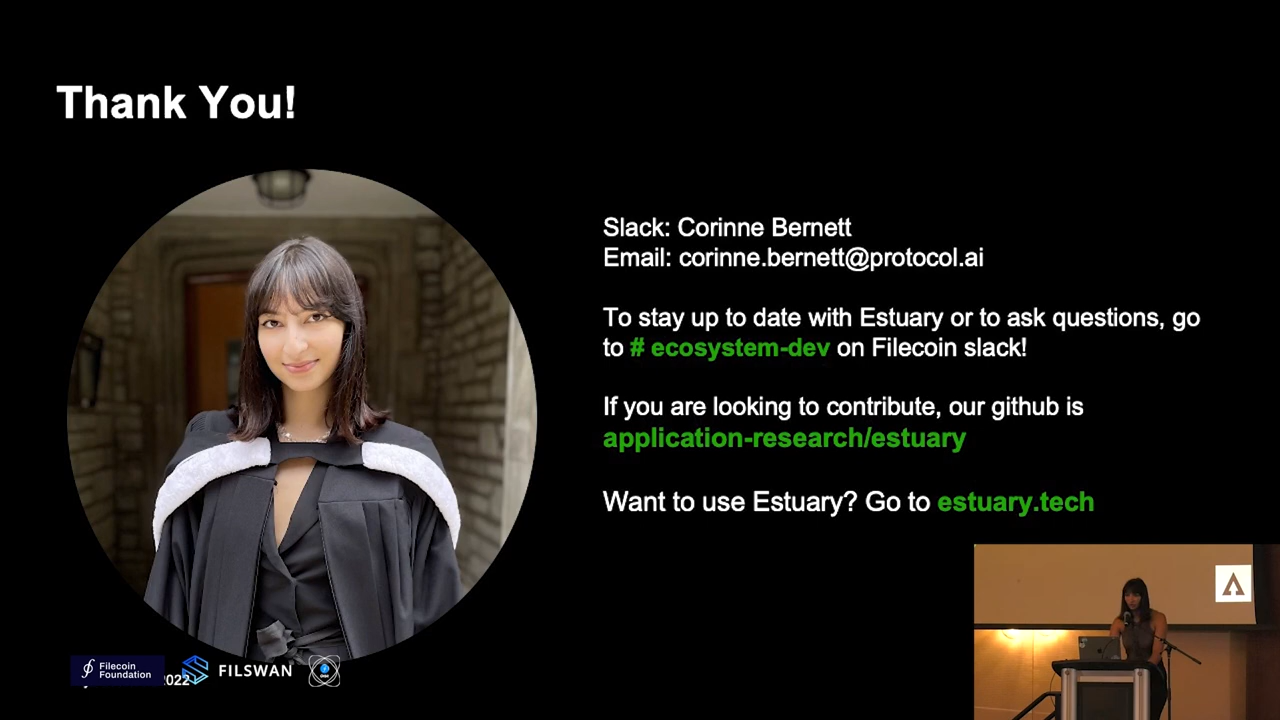 Thank You!
Slack: Corinne Bernett
Email: corinne.bernett@protocol.ai
To stay up to date with Estuary or to ask questions, go
to # ecosystem-dev on Filecoin slack!
If you are looking to contribute, our github is
application-research/estuary
Want to use Estuary? Go to estuary.tech
Filecoin
Foundation
2022
FILSWAN